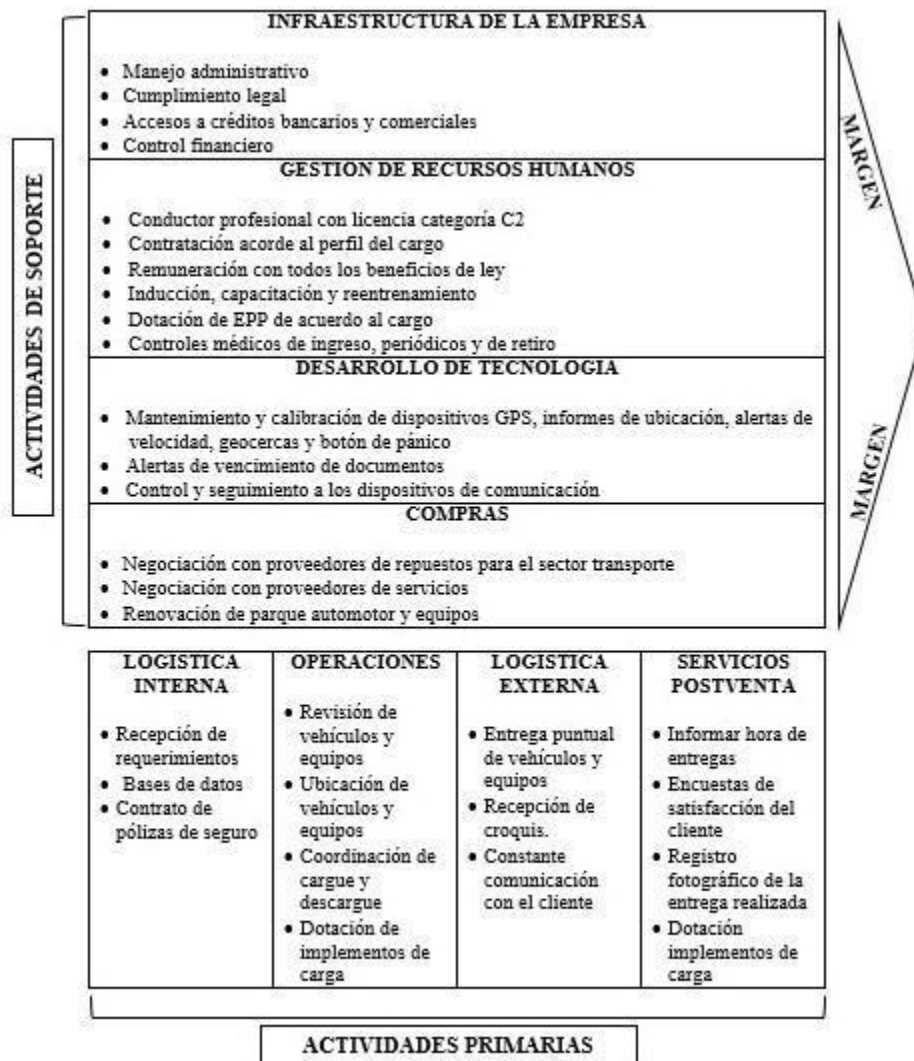 INFRAESTRUCTURA DE LA EMPRESA
• Manejo administrativo
• Cumplimiento legal
• Accesos a créditos bancarios y comerciales
• Control financiero
GESTIÓN DE RECURSOS HUMANOS
• Conductor profesional con licencia categoría C2
• Contratación acorde al perfil del cargo
• Remuneración con todos los beneficios de ley
• Inducción, capacitación y reentrenamiento
• Dotación de EPP de acuerdo al cargo
• Controles médicos de ingreso, periódicos y de retiro
DESARROLLO DE TECNOLOGIA
• Mantenimiento y calibración de dispositivos GPS, informes de ubicación, alertas de
velocidad, geocercas y botón de pánico
• Alertas de vencimiento de documentos
• Control y seguimiento a los dispositivos de comunicación
COMPRAS
• Negociación con proveedores de repuestos para el sector transporte
• Negociación con proveedores de servicios
• Renovación de parque automotor y equipos
ACTIVIDADES DE SOPORTE
MARGEN
MARGEN
LOGISTICA
INTERNA
• Recepción de
requerimientos
• Bases de datos
• Contrato de
pólizas de seguro
OPERACIONES
• Revisión de
vehículos y
equipos
• Ubicación de
vehículos y
equipos
• Coordinación de
cargue y
descargue
• Dotación de
implementos de
carga
LOGISTICA
EXTERNA
• Entrega puntual
de vehículos y
equipos
• Recepción de
croquis.
• Constante
comunicación
con el cliente
SERVICIOS
POSTVENTA
• Informar hora de
entregas
• Encuestas de
satisfacción del
cliente
• Registro
fotográfico de la
entrega realizada
• Dotación
implementos de
carga
ACTIVIDADES PRIMARIAS